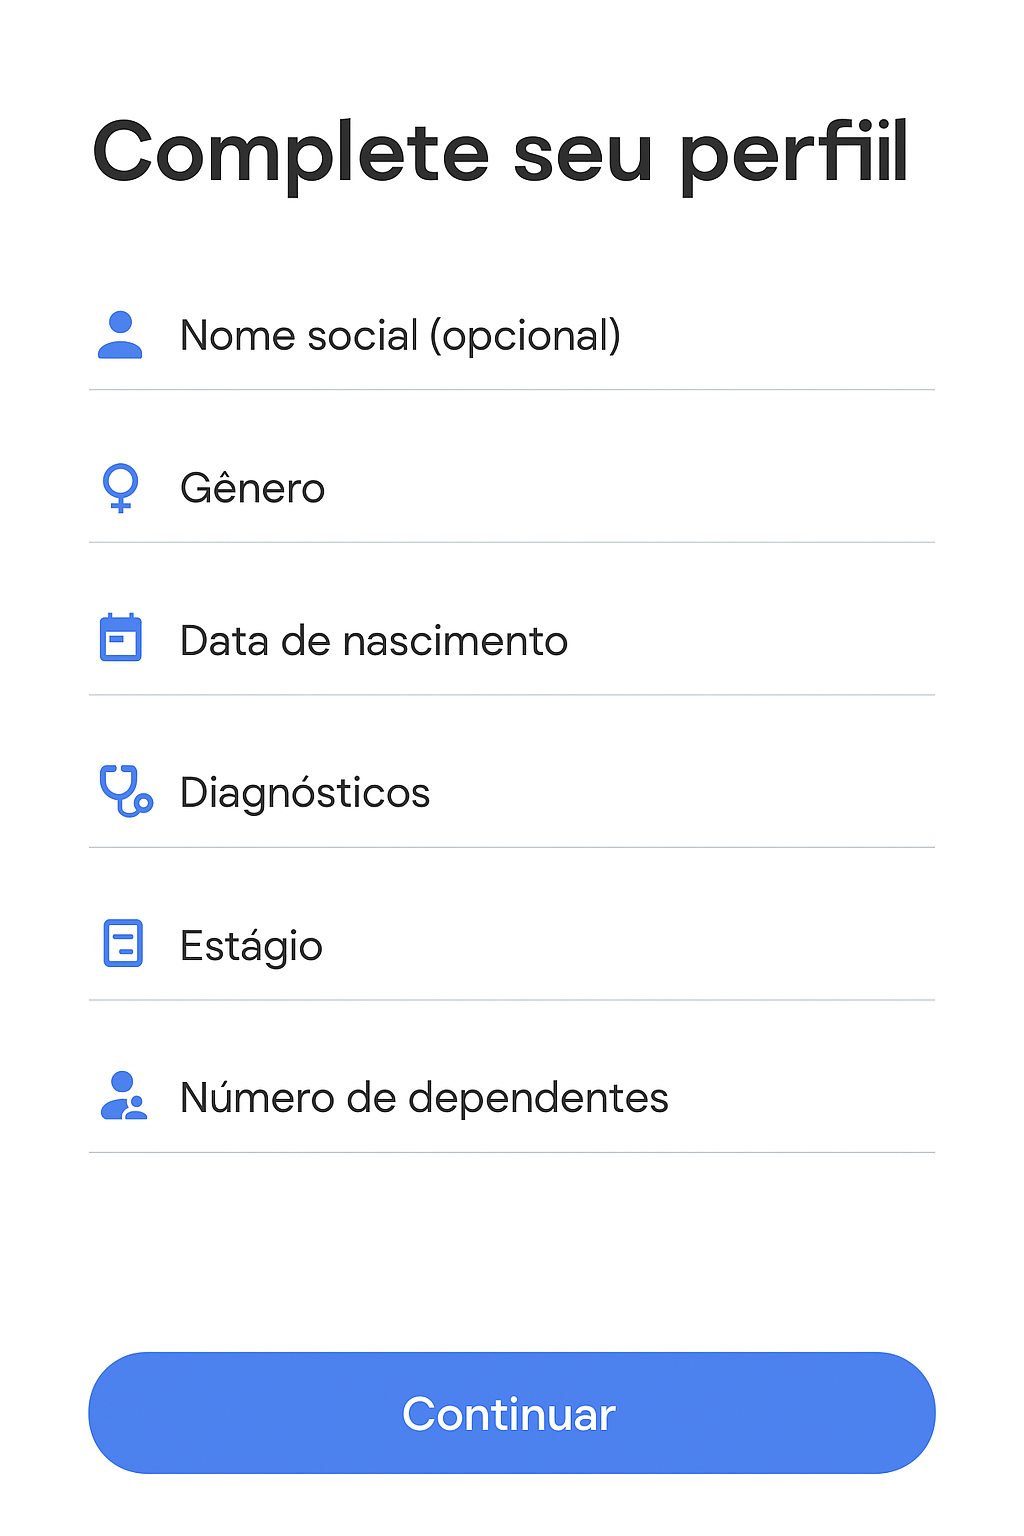 Complete seu perfiil
Nome social (opcional)
Gênero
Data de nascimento
Diagnósticos
Estágio
Número de dependentes
Continuar